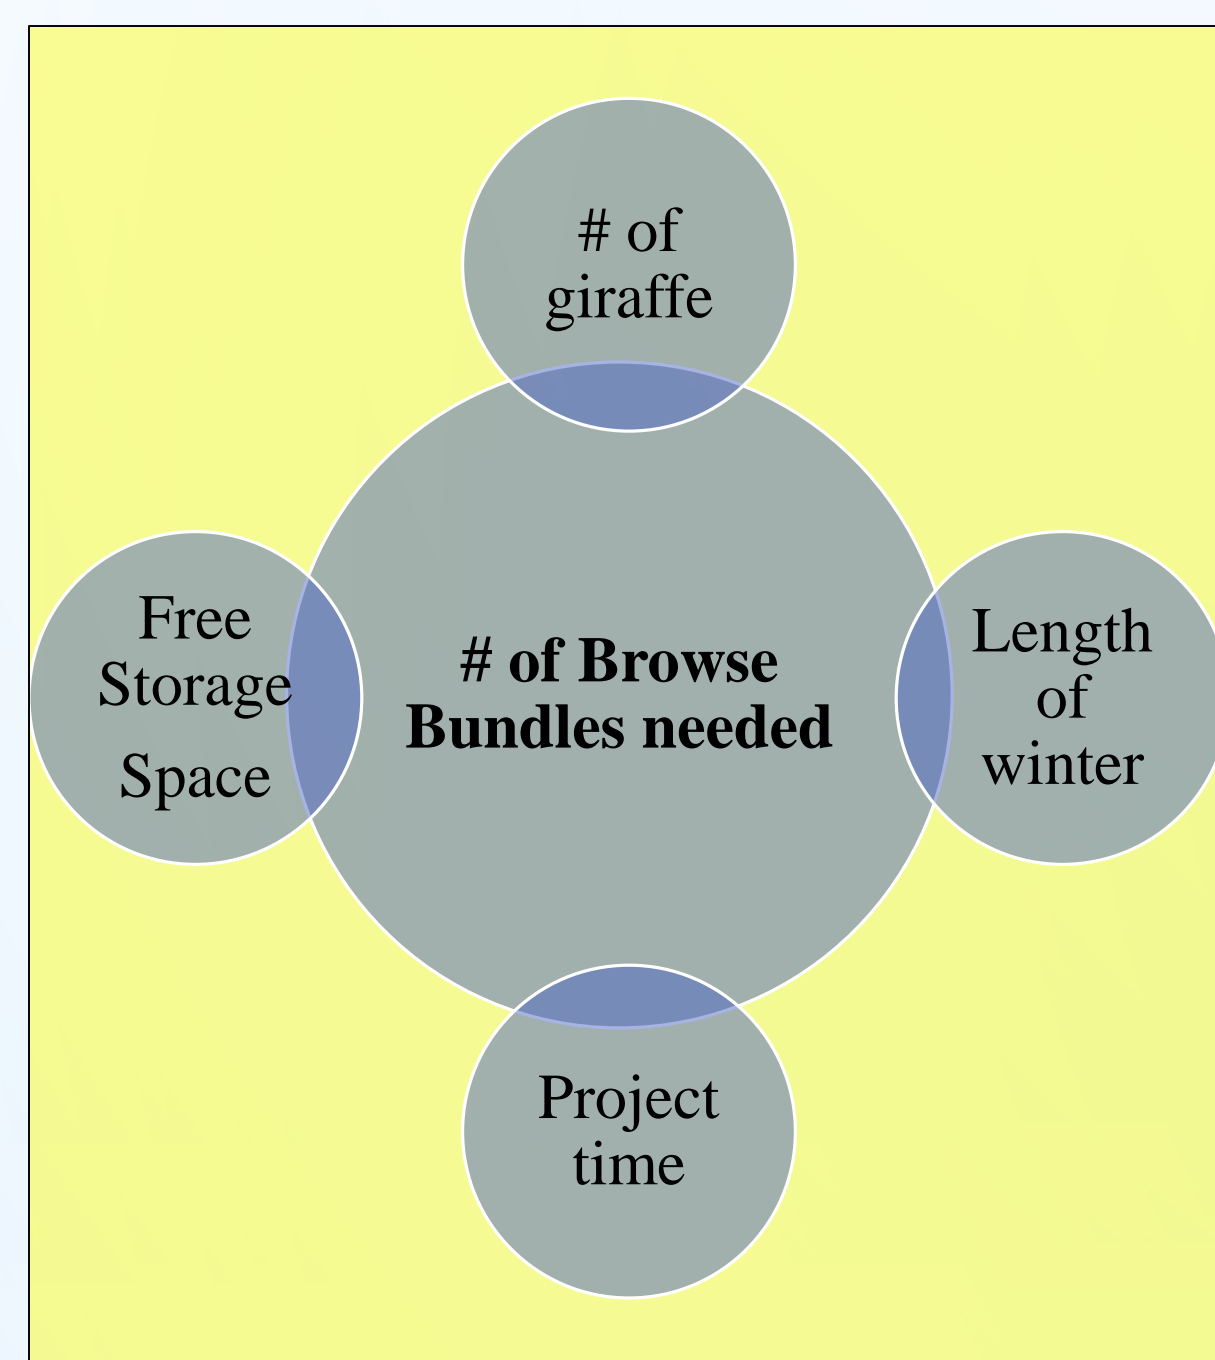 # of
giraffe
Free
Storage
Space
# of Browse
Bundles needed
Length
of
winter
Project
time